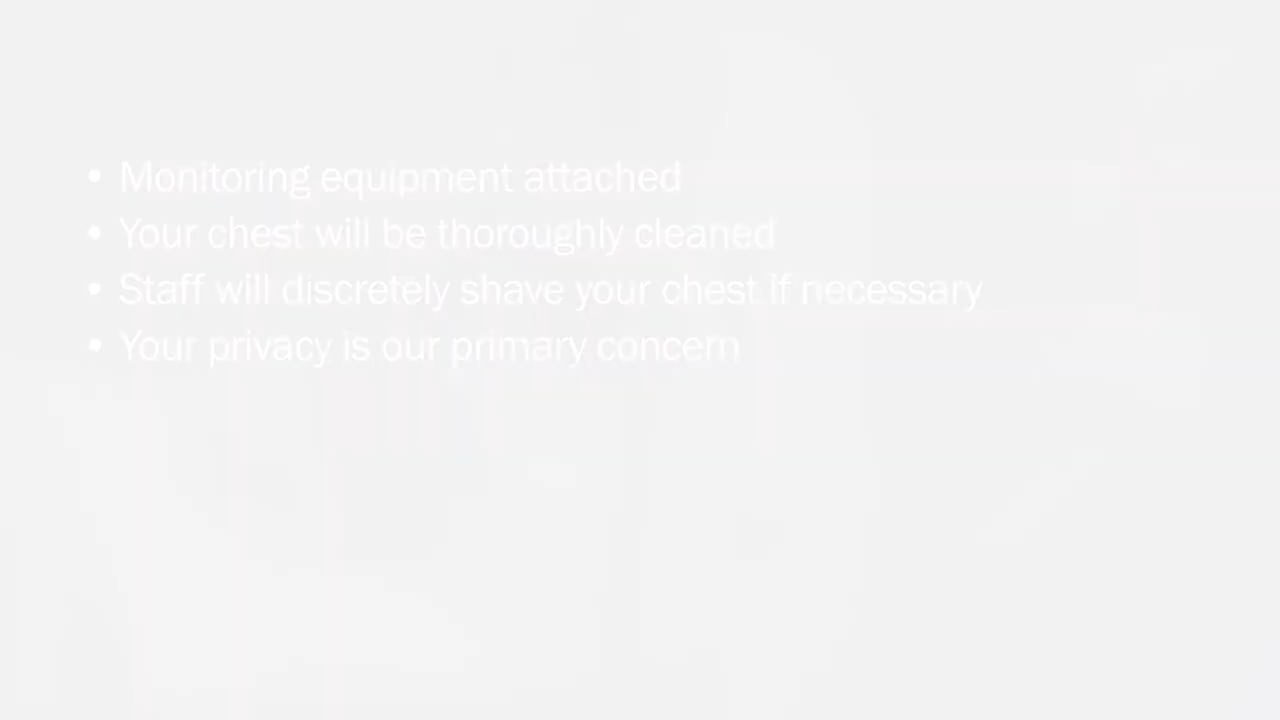 • Monitoring equipment attached
• Your chest will be thoroughly cleaned
• Staff will discretely shave your chest if necessary
• Your privacy is our primary concern